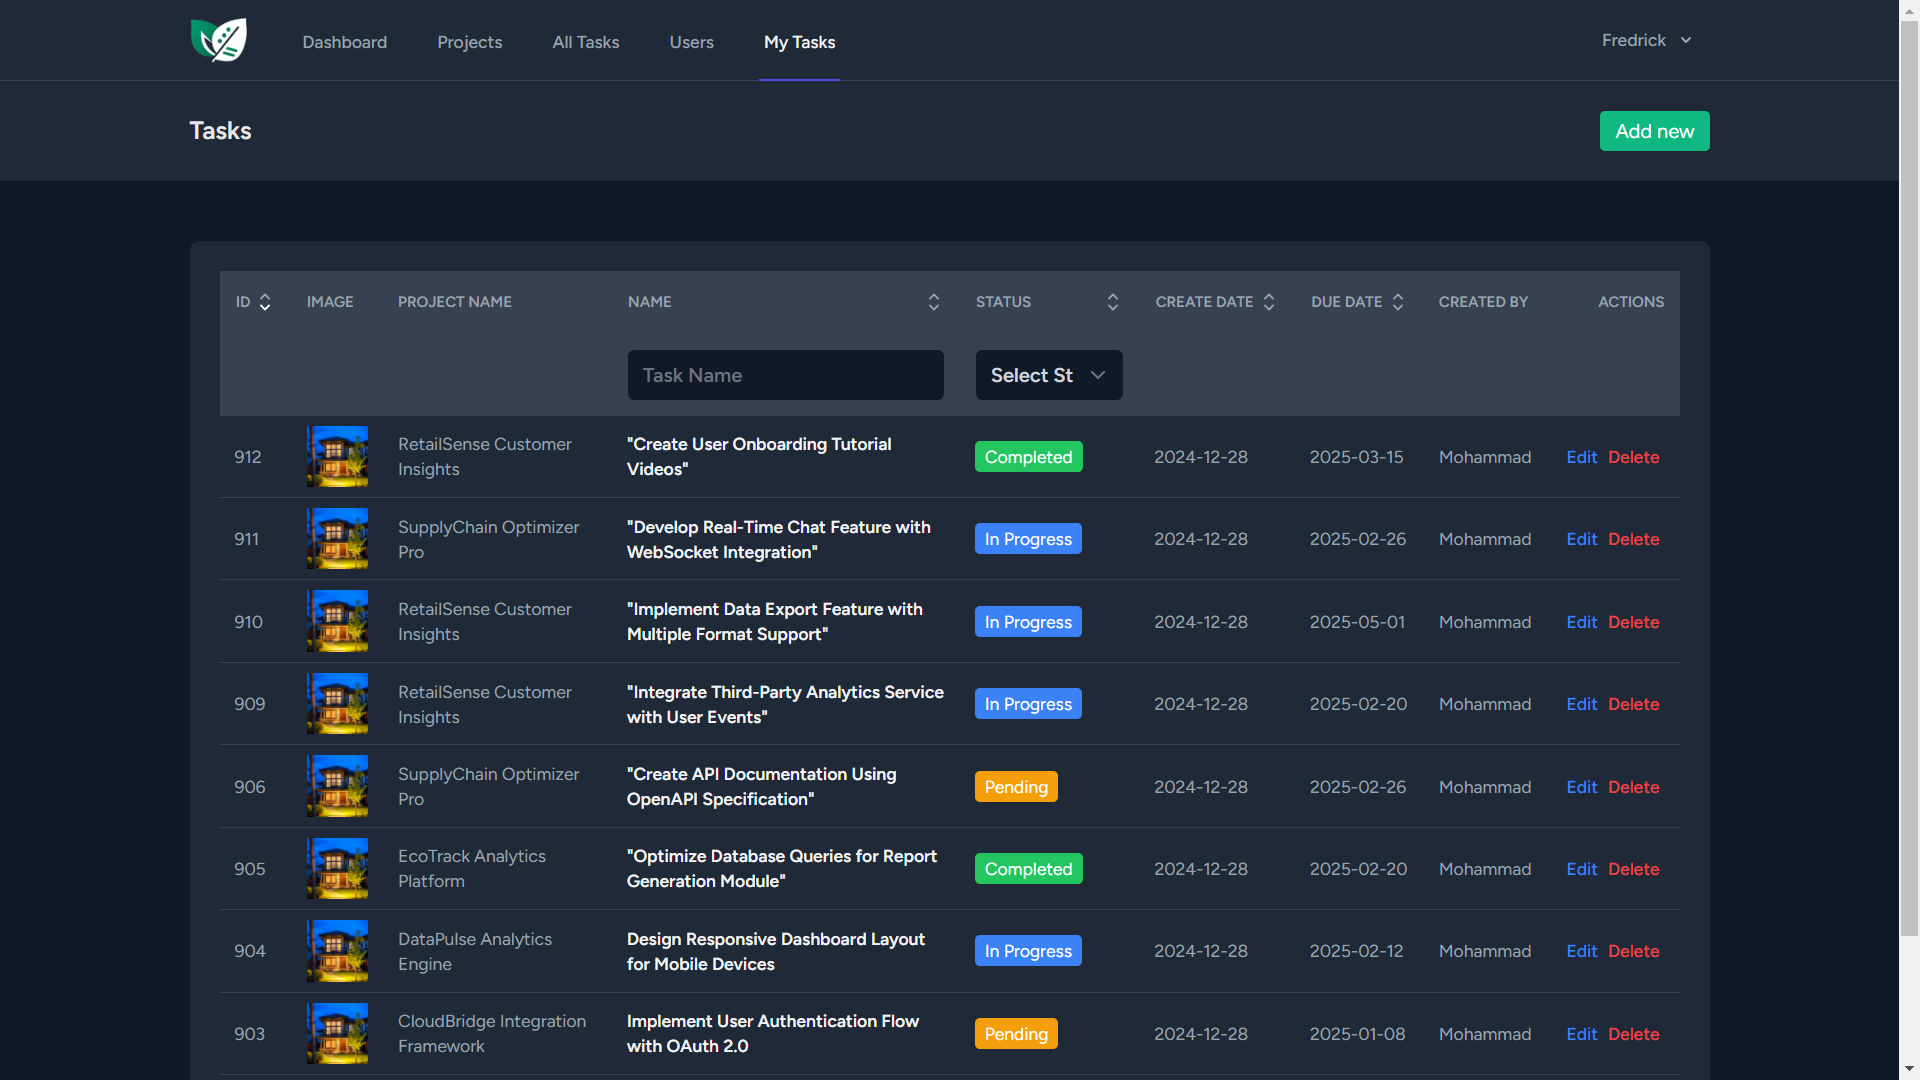 Dashboard Projects All Tasks Users My Tasks Fredrick
Tasks Add new
ID IMAGE PROJECT NAME NAME STATUS CREATE DATE DUE DATE CREATED BY ACTIONS
Task Name Select St
912 RetailSense Customer Insights "Create User Onboarding Tutorial Videos" Completed 2024-12-28 2025-03-15 Mohammad Edit Delete
911 SupplyChain Optimizer Pro "Develop Real-Time Chat Feature with WebSocket Integration" In Progress 2024-12-28 2025-02-26 Mohammad Edit Delete
910 RetailSense Customer Insights "Implement Data Export Feature with Multiple Format Support" In Progress 2024-12-28 2025-05-01 Mohammad Edit Delete
909 RetailSense Customer Insights "Integrate Third-Party Analytics Service with User Events" In Progress 2024-12-28 2025-02-20 Mohammad Edit Delete
906 SupplyChain Optimizer Pro "Create API Documentation Using OpenAPI Specification" Pending 2024-12-28 2025-02-26 Mohammad Edit Delete
905 EcoTrack Analytics Platform "Optimize Database Queries for Report Generation Module" Completed 2024-12-28 2025-02-20 Mohammad Edit Delete
904 DataPulse Analytics Engine Design Responsive Dashboard Layout for Mobile Devices In Progress 2024-12-28 2025-02-12 Mohammad Edit Delete
903 CloudBridge Integration Framework Implement User Authentication Flow with OAuth 2.0 Pending 2024-12-28 2025-01-08 Mohammad Edit Delete